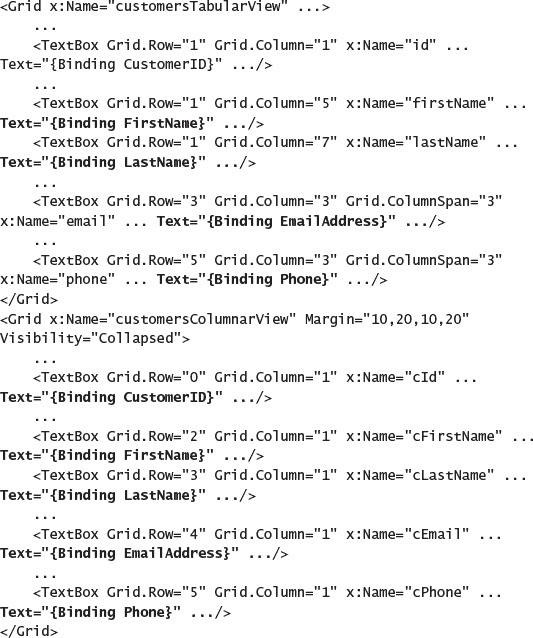 <Grid x:Name="customersTabularView" ...>
...
<TextBox Grid.Row="1" Grid.Column="1" x:Name="id" ...
Text="{Binding CustomerID}" .../>
...
<TextBox Grid.Row="1" Grid.Column="5" x:Name="firstName" ...
Text="{Binding FirstName}" .../>
<TextBox Grid.Row="1" Grid.Column="7" x:Name="lastName" ...
Text="{Binding LastName}" .../>
...
<TextBox Grid.Row="3" Grid.Column="3" Grid.ColumnSpan="3"
x:Name="email" ... Text="{Binding EmailAddress}" .../>
...
<TextBox Grid.Row="5" Grid.Column="3" Grid.ColumnSpan="3"
x:Name="phone" ... Text="{Binding Phone}" .../>
</Grid>
<Grid x:Name="customersColumnarView" Margin="10,20,10,20"
Visibility="Collapsed">
...
<TextBox Grid.Row="0" Grid.Column="1" x:Name="cId" ...
Text="{Binding CustomerID}" .../>
...
<TextBox Grid.Row="2" Grid.Column="1" x:Name="cFirstName" ...
Text="{Binding FirstName}" .../>
<TextBox Grid.Row="3" Grid.Column="1" x:Name="cLastName" ...
Text="{Binding LastName}" .../>
...
<TextBox Grid.Row="4" Grid.Column="1" x:Name="cEmail" ...
Text="{Binding EmailAddress}" .../>
...
<TextBox Grid.Row="5" Grid.Column="1" x:Name="cPhone" ...
Text="{Binding Phone}" .../>
</Grid>